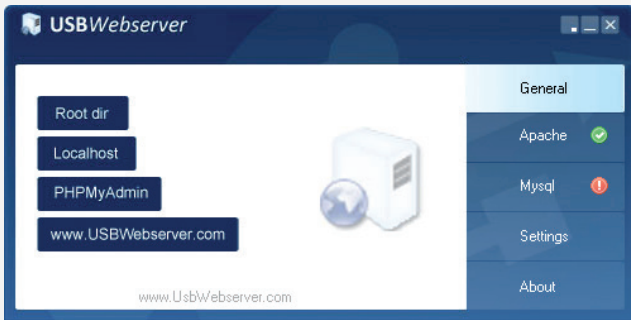 USBWebserver
Root dir
Localhost
PHPMyAdmin
www.USBWebserver.com
www.UsbWebserver.com
General
Apache
Mysql
Settings
About